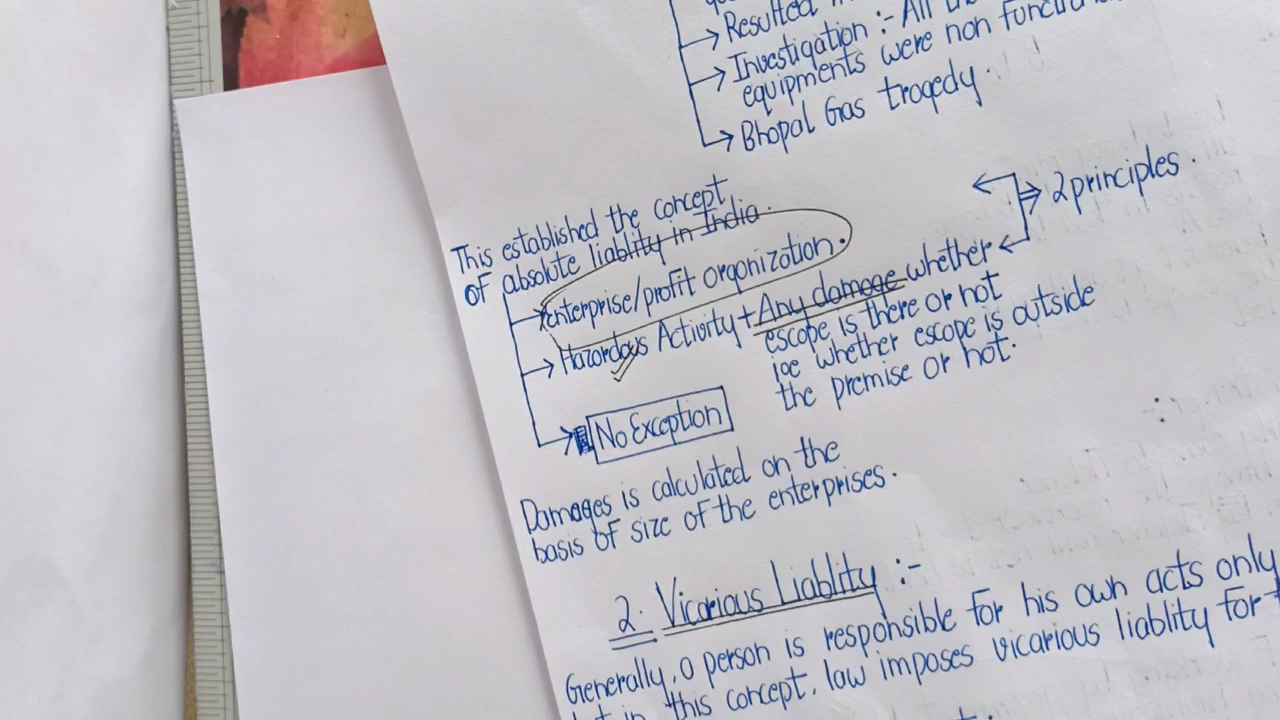 Resulted
Investigation :- All
equipments were non
Bhopal Gas tragedy.
2 principles.
This established the concept
of absolute liablity in India.
enterprise/profit organization.
Hazardous Activity + Any damage whether
escape is there or not
ioe whether escape is outside
the premise or not.
No Exception
Damages is calculated on the
basis of size of the enterprises.
2. Vicarious Liablity :-
Generally, a person is responsible for his own acts only
but in this concept, law imposes vicarious liablity for